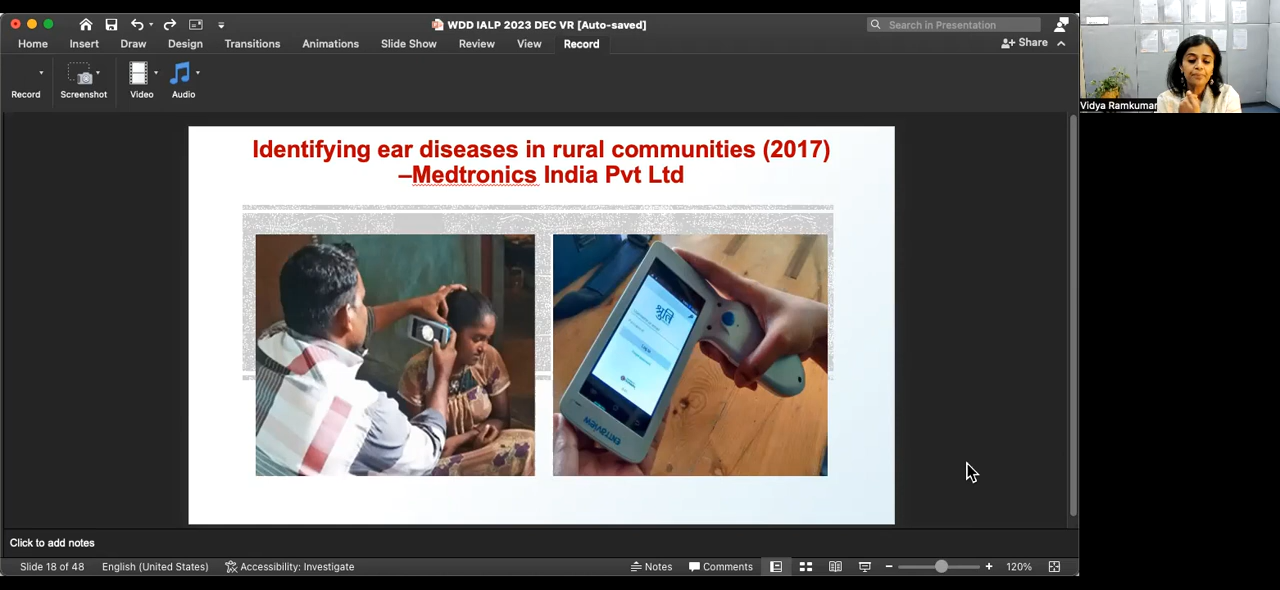 WDD IALP 2023 DEC VR [Auto-saved]
Search in Presentation
Home Insert Draw Design Transitions Animations Slide Show Review View Record
Share
Record Screenshot Video Audio
Vidya Ramkumar
Identifying ear diseases in rural communities (2017)
–Medtronics India Pvt Ltd
श्रुति
ENTraview
Click to add notes
Slide 18 of 48 English (United States) Accessibility: Investigate Notes Comments 120%